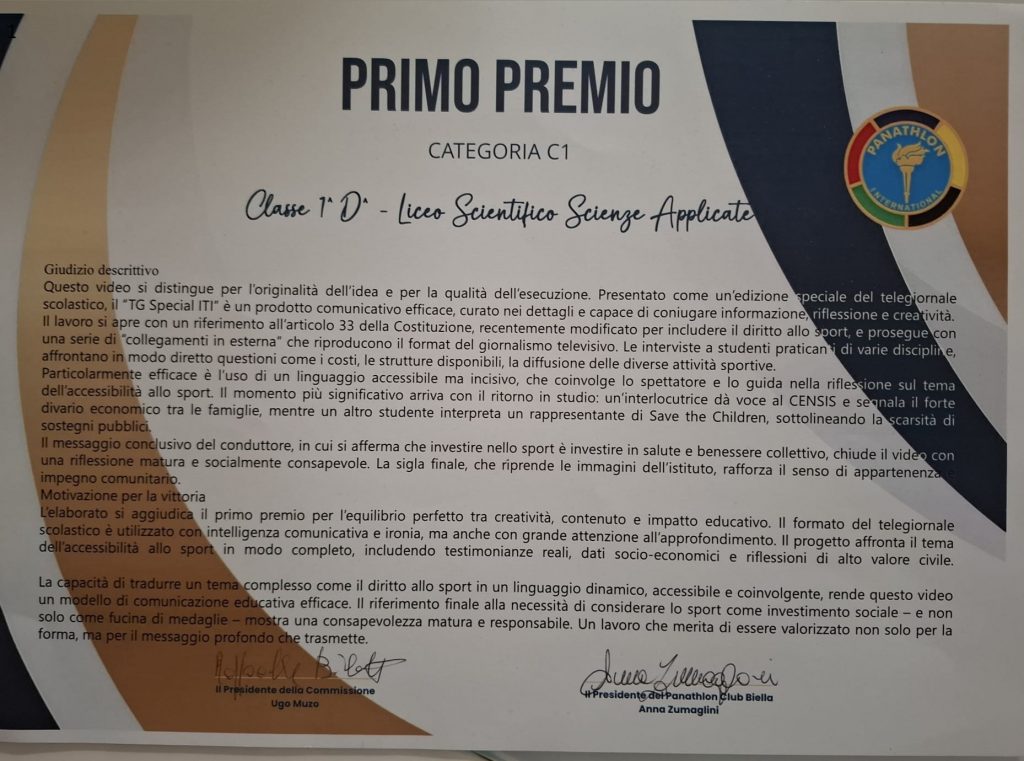 PRIMO PREMIO
CATEGORIA C1
PANATHLON
INTERNATIONAL
Classe 1^ D^ - Liceo Scientifico Scienze Applicate
Giudizio descrittivo
Questo video si distingue per l'originalità dell'idea e per la qualità dell'esecuzione. Presentato come un'edizione speciale del telegiornale
scolastico, il "TG Special ITI" è un prodotto comunicativo efficace, curato nei dettagli e capace di coniugare informazione, riflessione e creatività.
Il lavoro si apre con un riferimento all'articolo 33 della Costituzione, recentemente modificato per includere il diritto allo sport, e prosegue con
una serie di "collegamenti in esterna" che riproducono il format del giornalismo televisivo. Le interviste a studenti praticanti di varie discipline,
affrontano in modo diretto questioni come i costi, le strutture disponibili, la diffusione delle diverse attività sportive.
Particolarmente efficace è l'uso di un linguaggio accessibile ma incisivo, che coinvolge lo spettatore e lo guida nella riflessione sul tema
dell'accessibilità allo sport. Il momento più significativo arriva con il ritorno in studio: un'interlocutrice dà voce al CENSIS e segnala il forte
divario economico tra le famiglie, mentre un altro studente interpreta un rappresentante di Save the Children, sottolineando la scarsità di
sostegni pubblici.
Il messaggio conclusivo del conduttore, in cui si afferma che investire nello sport è investire in salute e benessere collettivo, chiude il video con
una riflessione matura e socialmente consapevole. La sigla finale, che riprende le immagini dell'istituto, rafforza il senso di appartenenza e
impegno comunitario.
Motivazione per la vittoria
L'elaborato si aggiudica il primo premio per l'equilibrio perfetto tra creatività, contenuto e impatto educativo. Il formato del telegiornale
scolastico è utilizzato con intelligenza comunicativa e ironia, ma anche con grande attenzione all'approfondimento. Il progetto affronta il tema
dell'accessibilità allo sport in modo completo, includendo testimonianze reali, dati socio-economici e riflessioni di alto valore civile.
La capacità di tradurre un tema complesso come il diritto allo sport in un linguaggio dinamico, accessibile e coinvolgente, rende questo video
un modello di comunicazione educativa efficace. Il riferimento finale alla necessità di considerare lo sport come investimento sociale – e non
solo come fucina di medaglie – mostra una consapevolezza matura e responsabile. Un lavoro che merita di essere valorizzato non solo per la
forma, ma per il messaggio profondo che trasmette.
Il Presidente della Commissione
Ugo Muzo
Anna Zumaglini
Il Presidente del Panathlon Club Biella
Anna Zumaglini